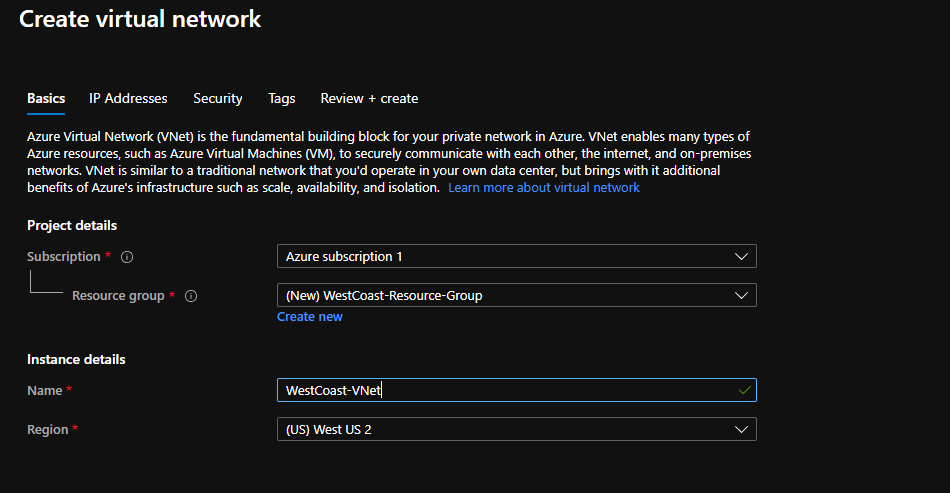 Create virtual network
Basics IP Addresses Security Tags Review + create
Azure Virtual Network (VNet) is the fundamental building block for your private network in Azure. VNet enables many types of
Azure resources, such as Azure Virtual Machines (VM), to securely communicate with each other, the internet, and on-premises
networks. VNet is similar to a traditional network that you'd operate in your own data center, but brings with it additional
benefits of Azure's infrastructure such as scale, availability, and isolation. Learn more about virtual network
Project details
Subscription * Azure subscription 1
Resource group * (New) WestCoast-Resource-Group
Create new
Instance details
Name * WestCoast-VNet
Region * (US) West US 2